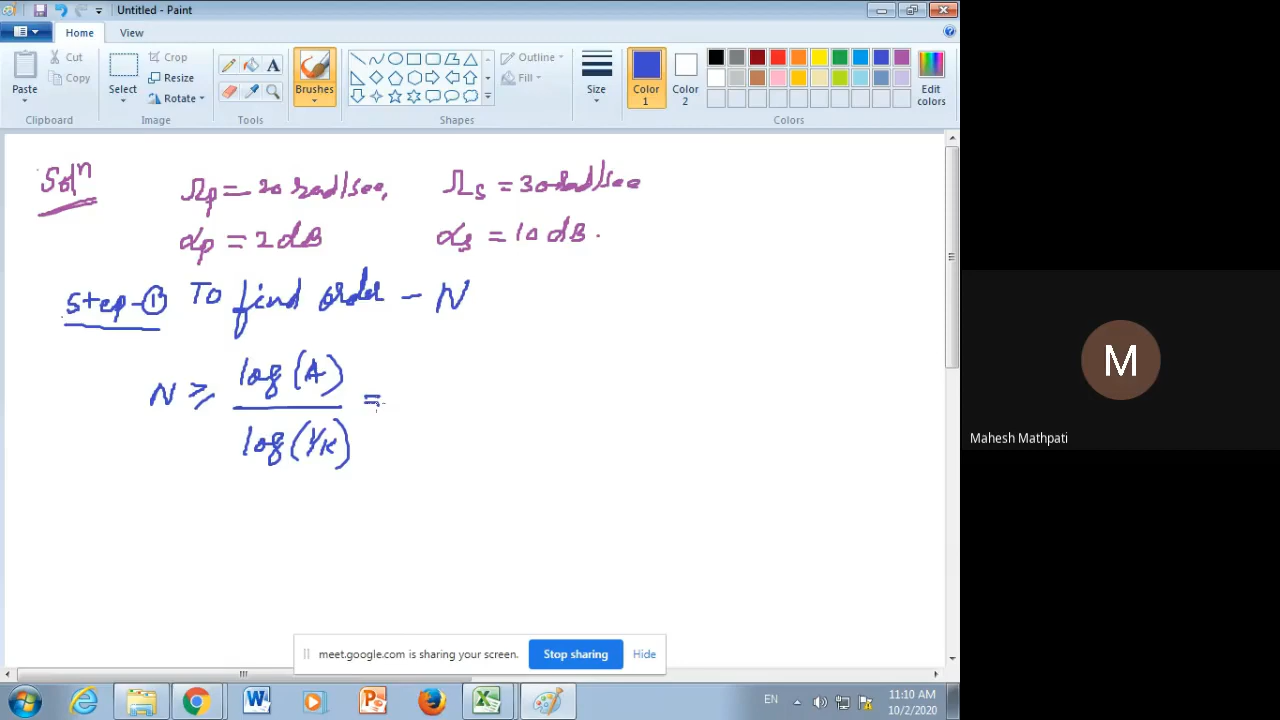 Untitled - Paint
Home View
Paste
Cut
Copy
Clipboard
Select
Crop
Resize
Rotate
Image
A
Tools
Brushes
Outline
Fill
Shapes
Size
Color 1
Color 2
Edit colors
Colors
Solⁿ
Ωp = 20 rad/sec, Ωs = 30 rad/sec
αp = 2 dB αs = 10 dB.
Step-① To find order - N
N ≥ log (A) / log (1/K) =
meet.google.com is sharing your screen. Stop sharing Hide
EN
11:10 AM
10/2/2020
M
Mahesh Mathpati